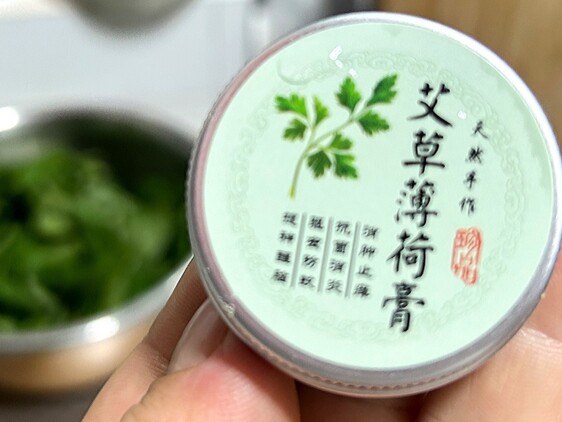 天然手作
艾草薄荷膏
消肿止痒
抗菌消炎
驱虫防蚊
提神醒脑